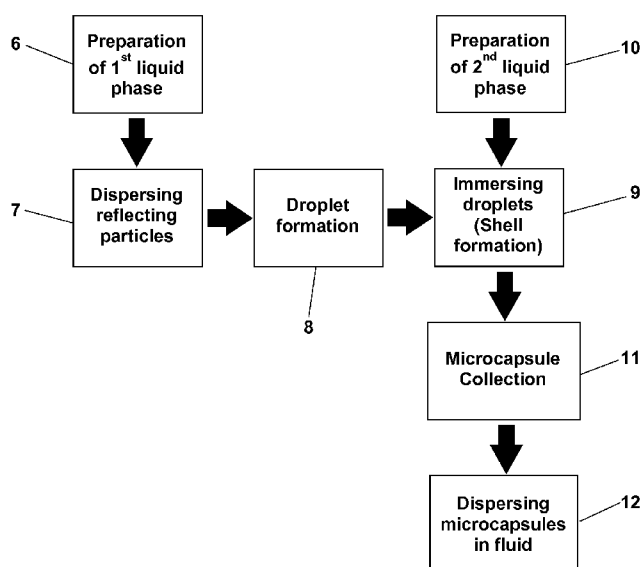 6
Preparation
of 1st liquid
phase
10
Preparation
of 2nd liquid
phase
7
Dispersing
reflecting
particles
Droplet
formation
8
Immersing
droplets
(Shell
formation)
9
Microcapsule
Collection
11
Dispersing
microcapsules
in fluid
12